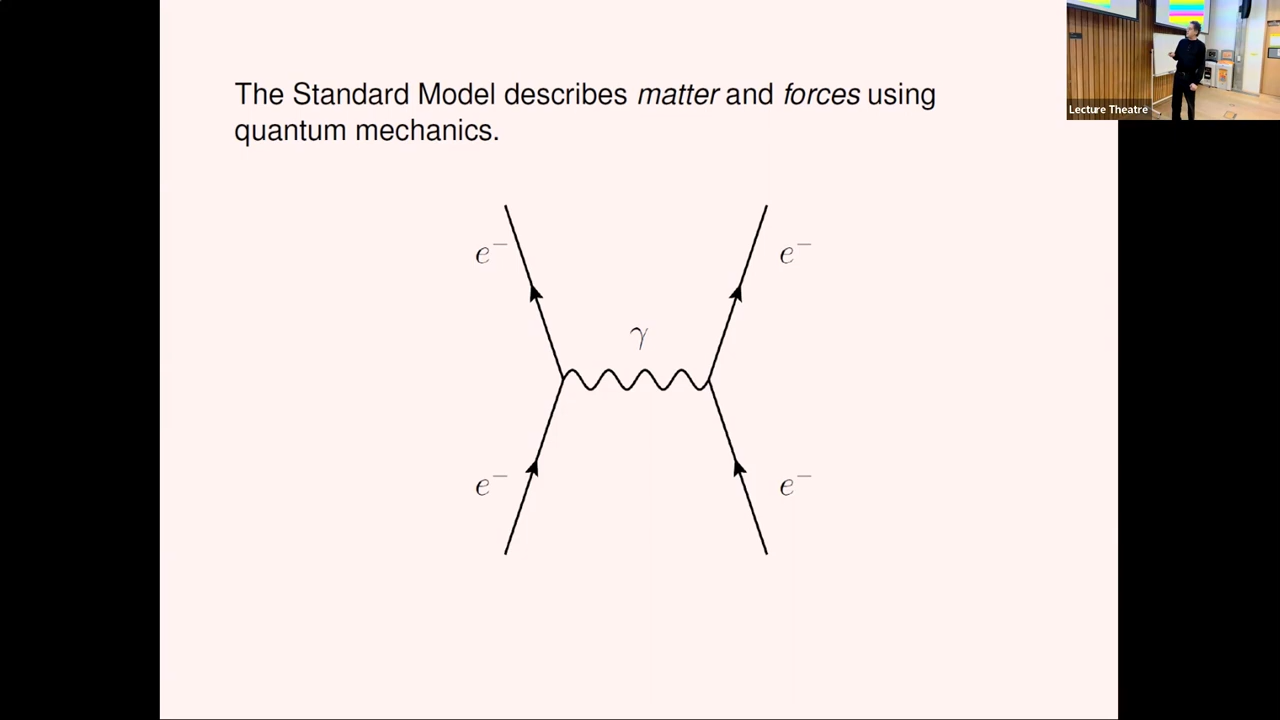 The Standard Model describes matter and forces using
quantum mechanics.
Lecture Theatre
e⁻
e⁻
γ
e⁻
e⁻